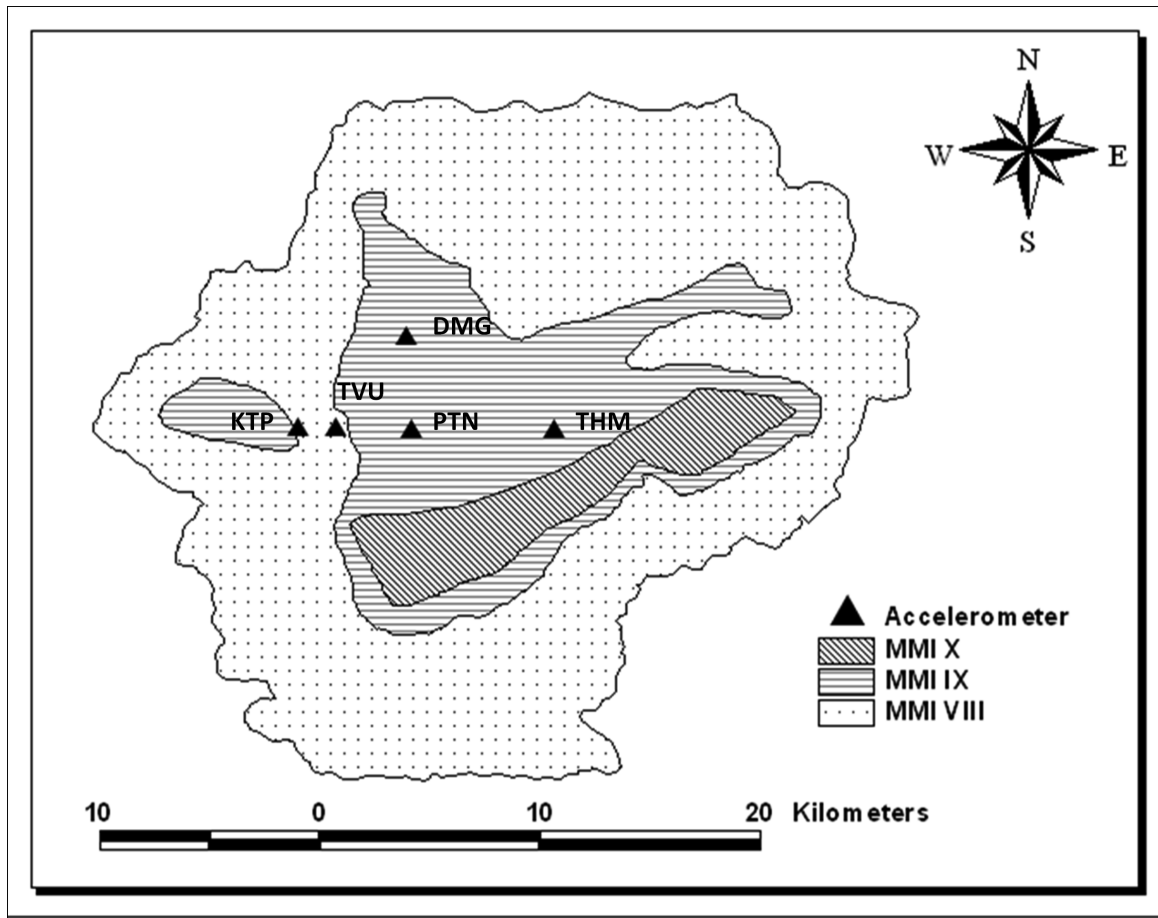 N
W E
S
DMG
TVU
KTP PTN THM
Accelerometer
MMI X
MMI IX
MMI VIII
10 0 10 20 Kilometers